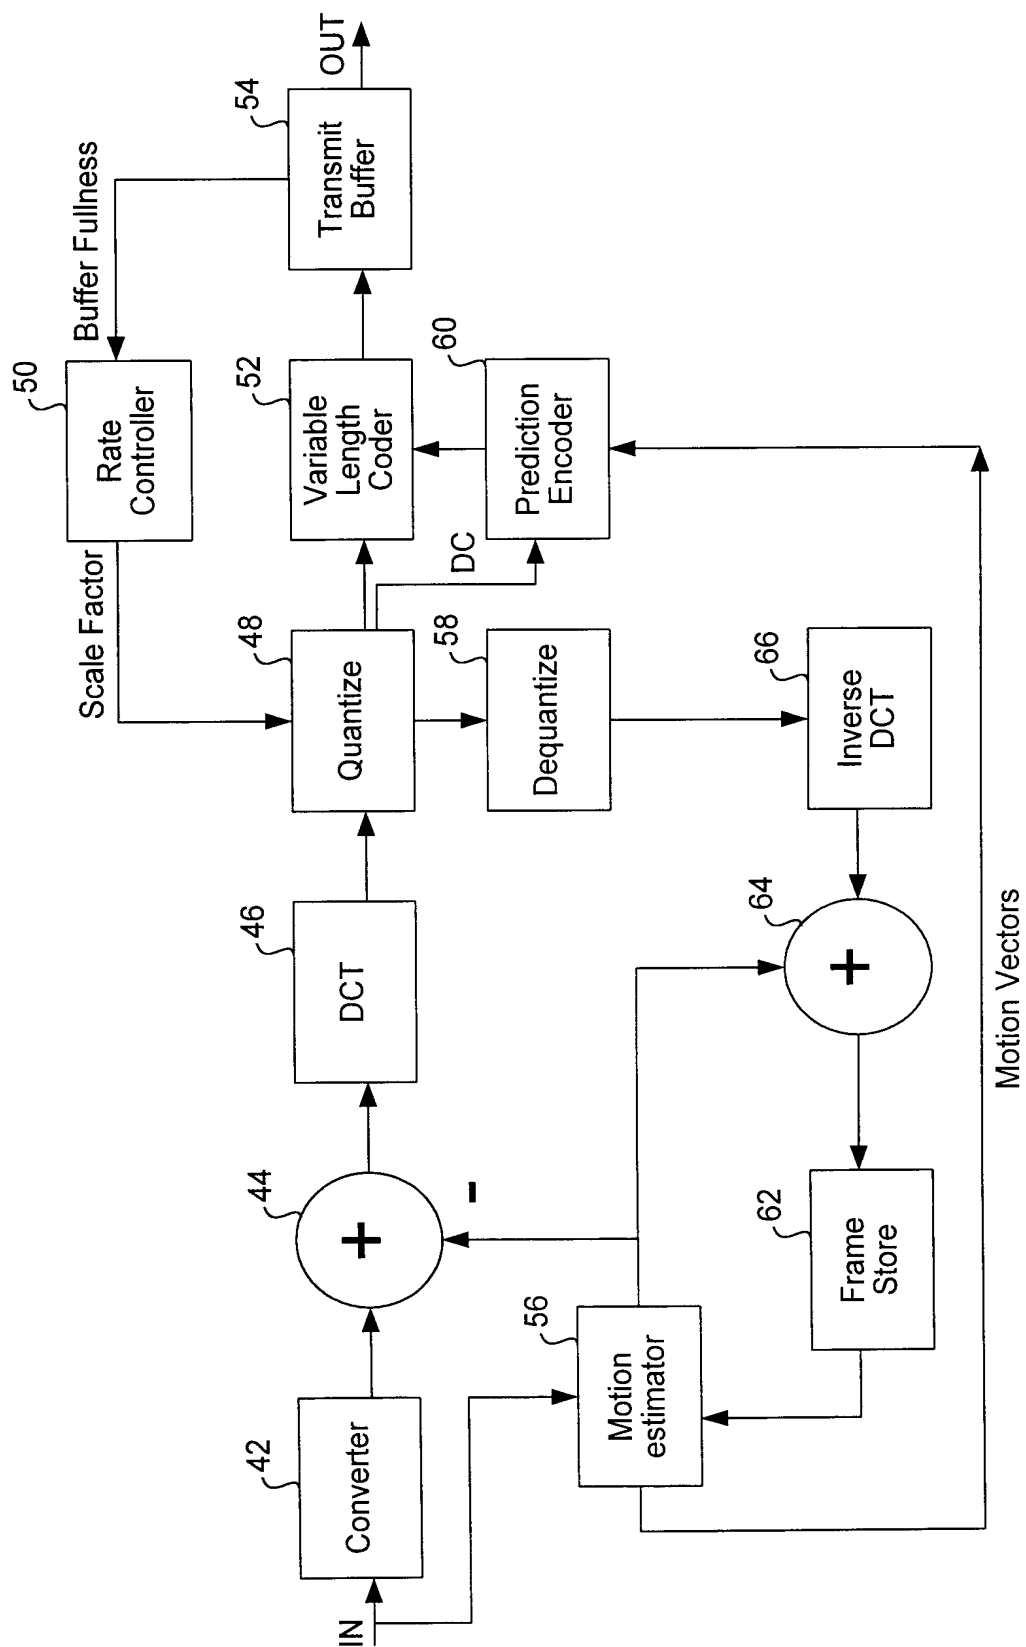 Buffer Fullness
50
Rate
Controller
Scale Factor
54
Transmit
Buffer
OUT
52
Variable
Length
Coder
48
Quantize
46
DCT
44
+
-
42
Converter
IN
60
Prediction
Encoder
DC
58
Dequantize
56
Motion
estimator
66
Inverse
DCT
64
+
62
Frame
Store
Motion Vectors